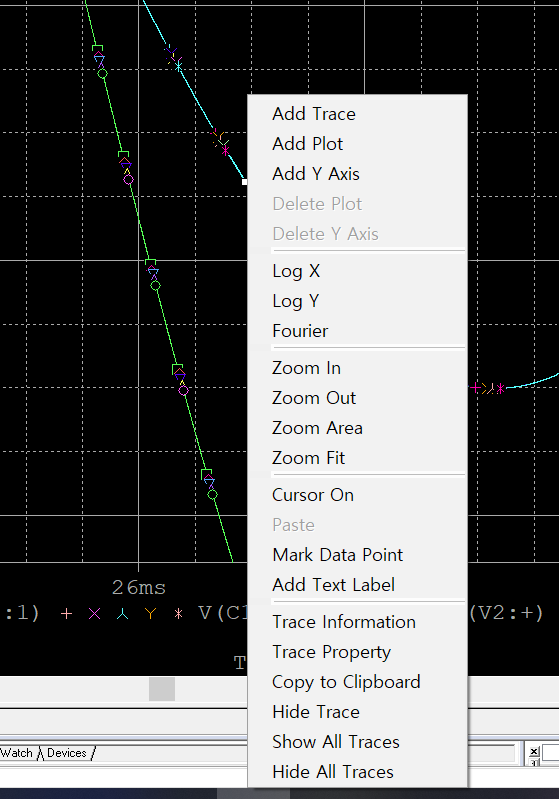 Add Trace
Add Plot
Add Y Axis
Delete Plot
Delete Y Axis
Log X
Log Y
Fourier
Zoom In
Zoom Out
Zoom Area
Zoom Fit
Cursor On
Paste
Mark Data Point
Add Text Label
26ms
:1) V(C1 (V2:+)
Trace Information
Trace Property
T
Copy to Clipboard
Hide Trace
Show All Traces
Watch Devices
Hide All Traces